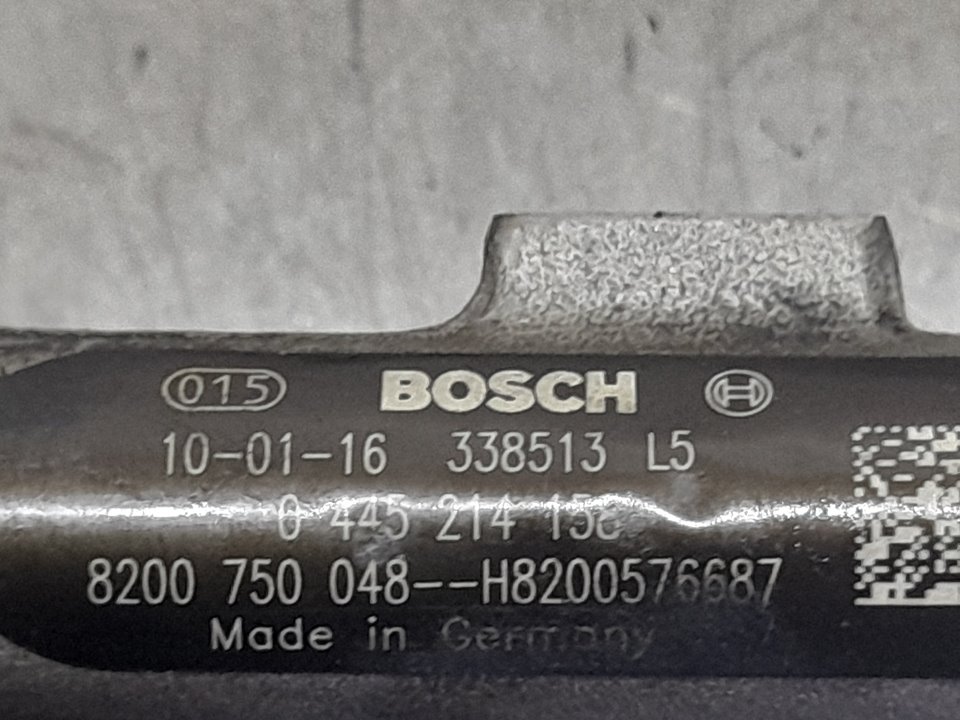 015 BOSCH
10-01-16 338513 L5
0 445 214
8200 750 048--H8200576687
Made in Germany